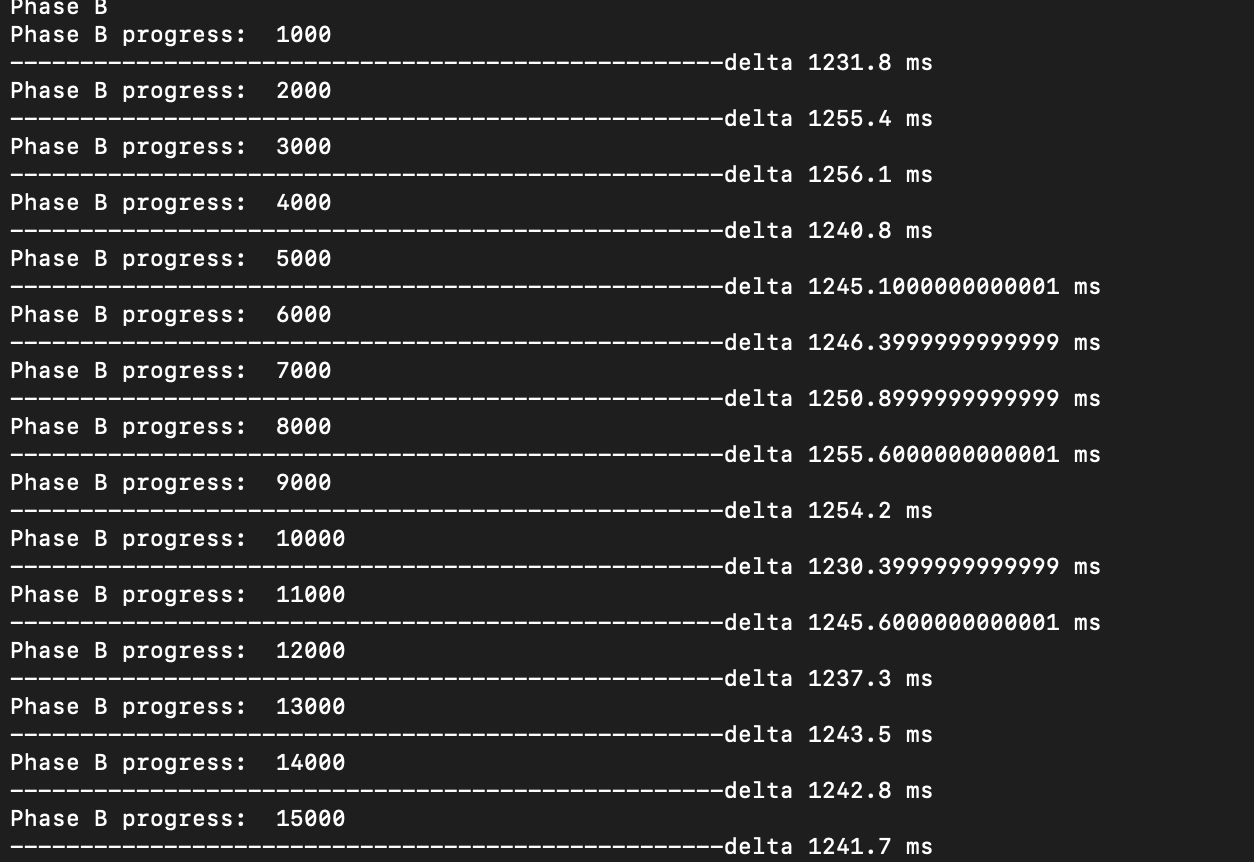 Phase B
Phase B progress:  1000
---------------------------------------------------delta 1231.8 ms
Phase B progress:  2000
---------------------------------------------------delta 1255.4 ms
Phase B progress:  3000
---------------------------------------------------delta 1256.1 ms
Phase B progress:  4000
---------------------------------------------------delta 1240.8 ms
Phase B progress:  5000
---------------------------------------------------delta 1245.1000000000001 ms
Phase B progress:  6000
---------------------------------------------------delta 1246.3999999999999 ms
Phase B progress:  7000
---------------------------------------------------delta 1250.8999999999999 ms
Phase B progress:  8000
---------------------------------------------------delta 1255.6000000000001 ms
Phase B progress:  9000
---------------------------------------------------delta 1254.2 ms
Phase B progress:  10000
---------------------------------------------------delta 1230.3999999999999 ms
Phase B progress:  11000
---------------------------------------------------delta 1245.6000000000001 ms
Phase B progress:  12000
---------------------------------------------------delta 1237.3 ms
Phase B progress:  13000
---------------------------------------------------delta 1243.5 ms
Phase B progress:  14000
---------------------------------------------------delta 1242.8 ms
Phase B progress:  15000
---------------------------------------------------delta 1241.7 ms